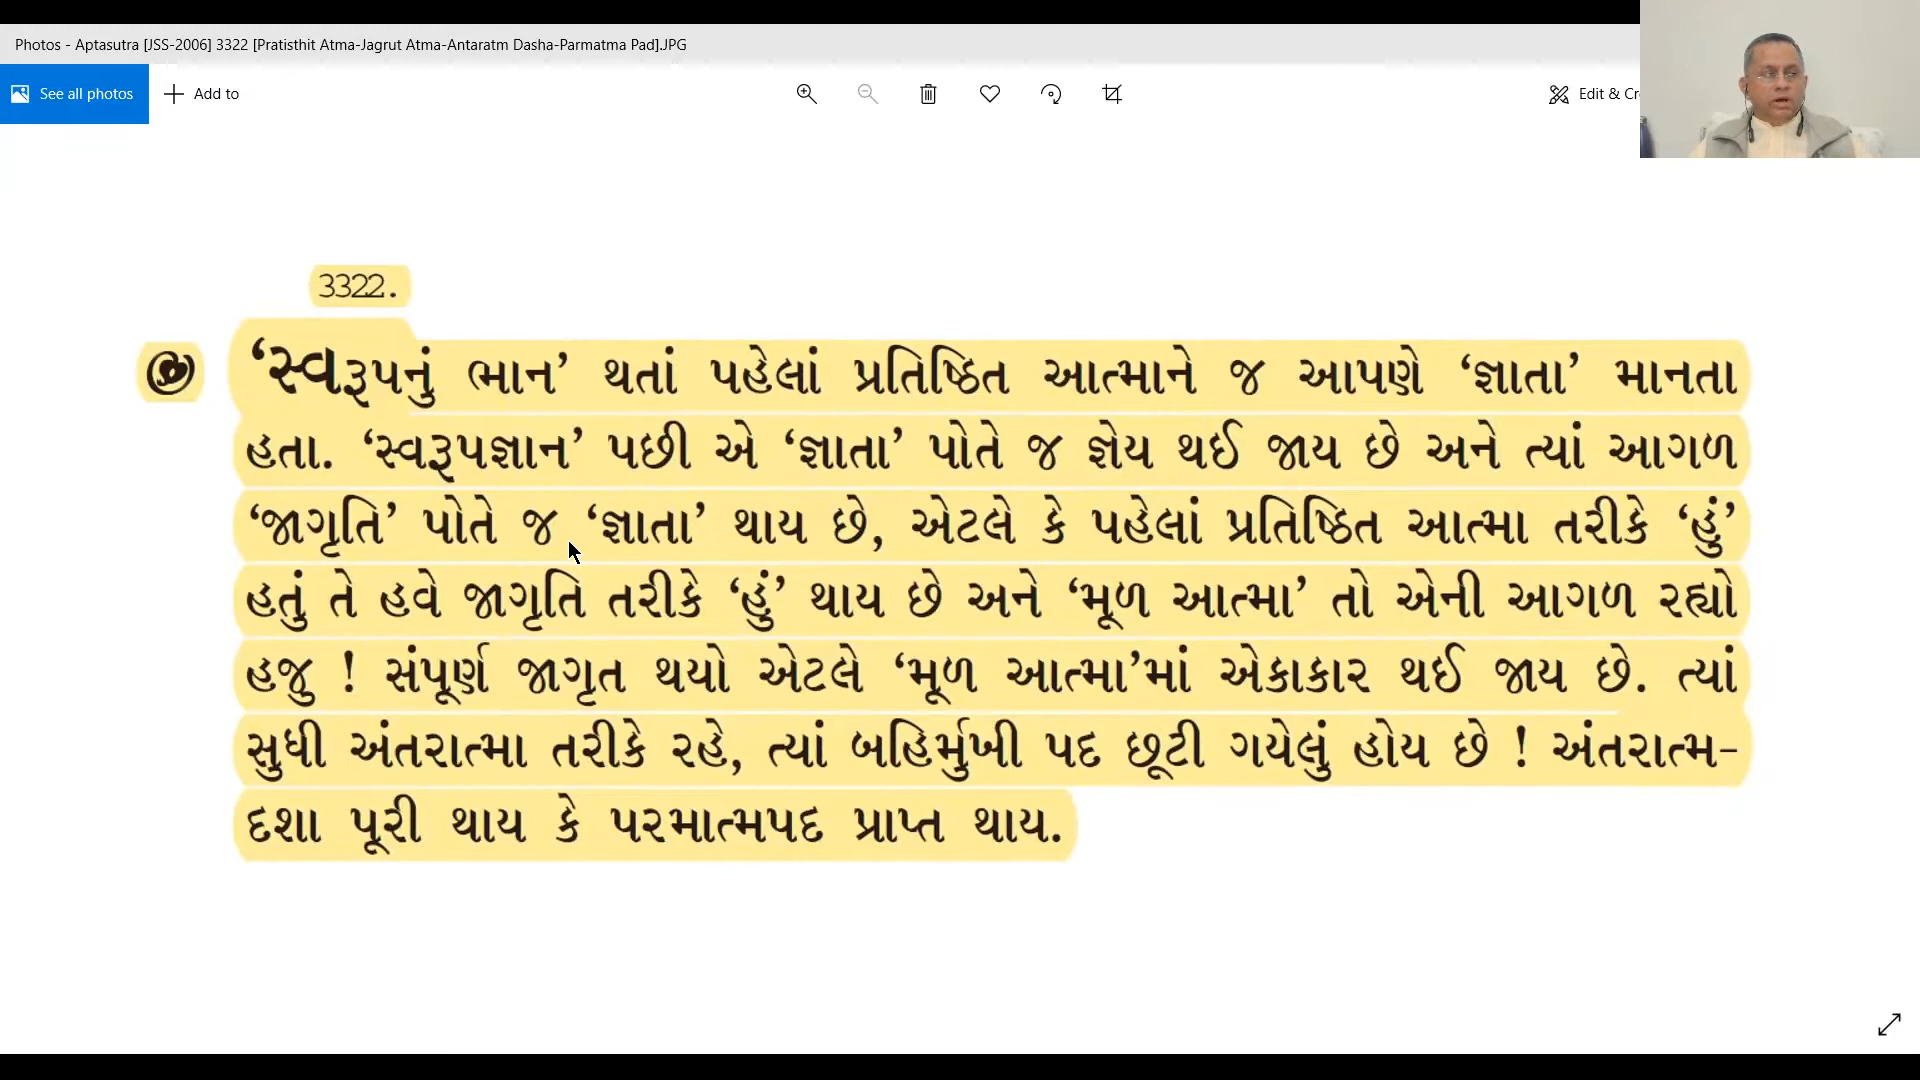 Photos - Aptasutra [JSS-2006] 3322 [Pratisthit Atma-Jagrut Atma-Antaratm Dasha-Parmatma Pad].JPG
See all photos Add to Edit & Cr
3322.
‘સ્વરૂપનું ભાન’ થતાં પહેલાં પ્રતિષ્ઠિત આત્માને જ આપણે ‘જ્ઞાતા’ માનતા
હતા. ‘સ્વરૂપજ્ઞાન’ પછી એ ‘જ્ઞાતા’ પોતે જ જ્ઞેય થઈ જાય છે અને ત્યાં આગળ
‘જાગૃતિ’ પોતે જ ‘જ્ઞાતા’ થાય છે, એટલે કે પહેલાં પ્રતિષ્ઠિત આત્મા તરીકે ‘હું’
હતું તે હવે જાગૃતિ તરીકે ‘હું’ થાય છે અને ‘મૂળ આત્મા’ તો એની આગળ રહ્યો
હજુ ! સંપૂર્ણ જાગૃત થયો એટલે ‘મૂળ આત્મા’માં એકાકાર થઈ જાય છે. ત્યાં
સુધી અંતરાત્મા તરીકે રહે, ત્યાં બહિર્મુખી પદ છૂટી ગયેલું હોય છે ! અંતરાત્મ-
દશા પૂરી થાય કે પરમાત્મપદ પ્રાપ્ત થાય.